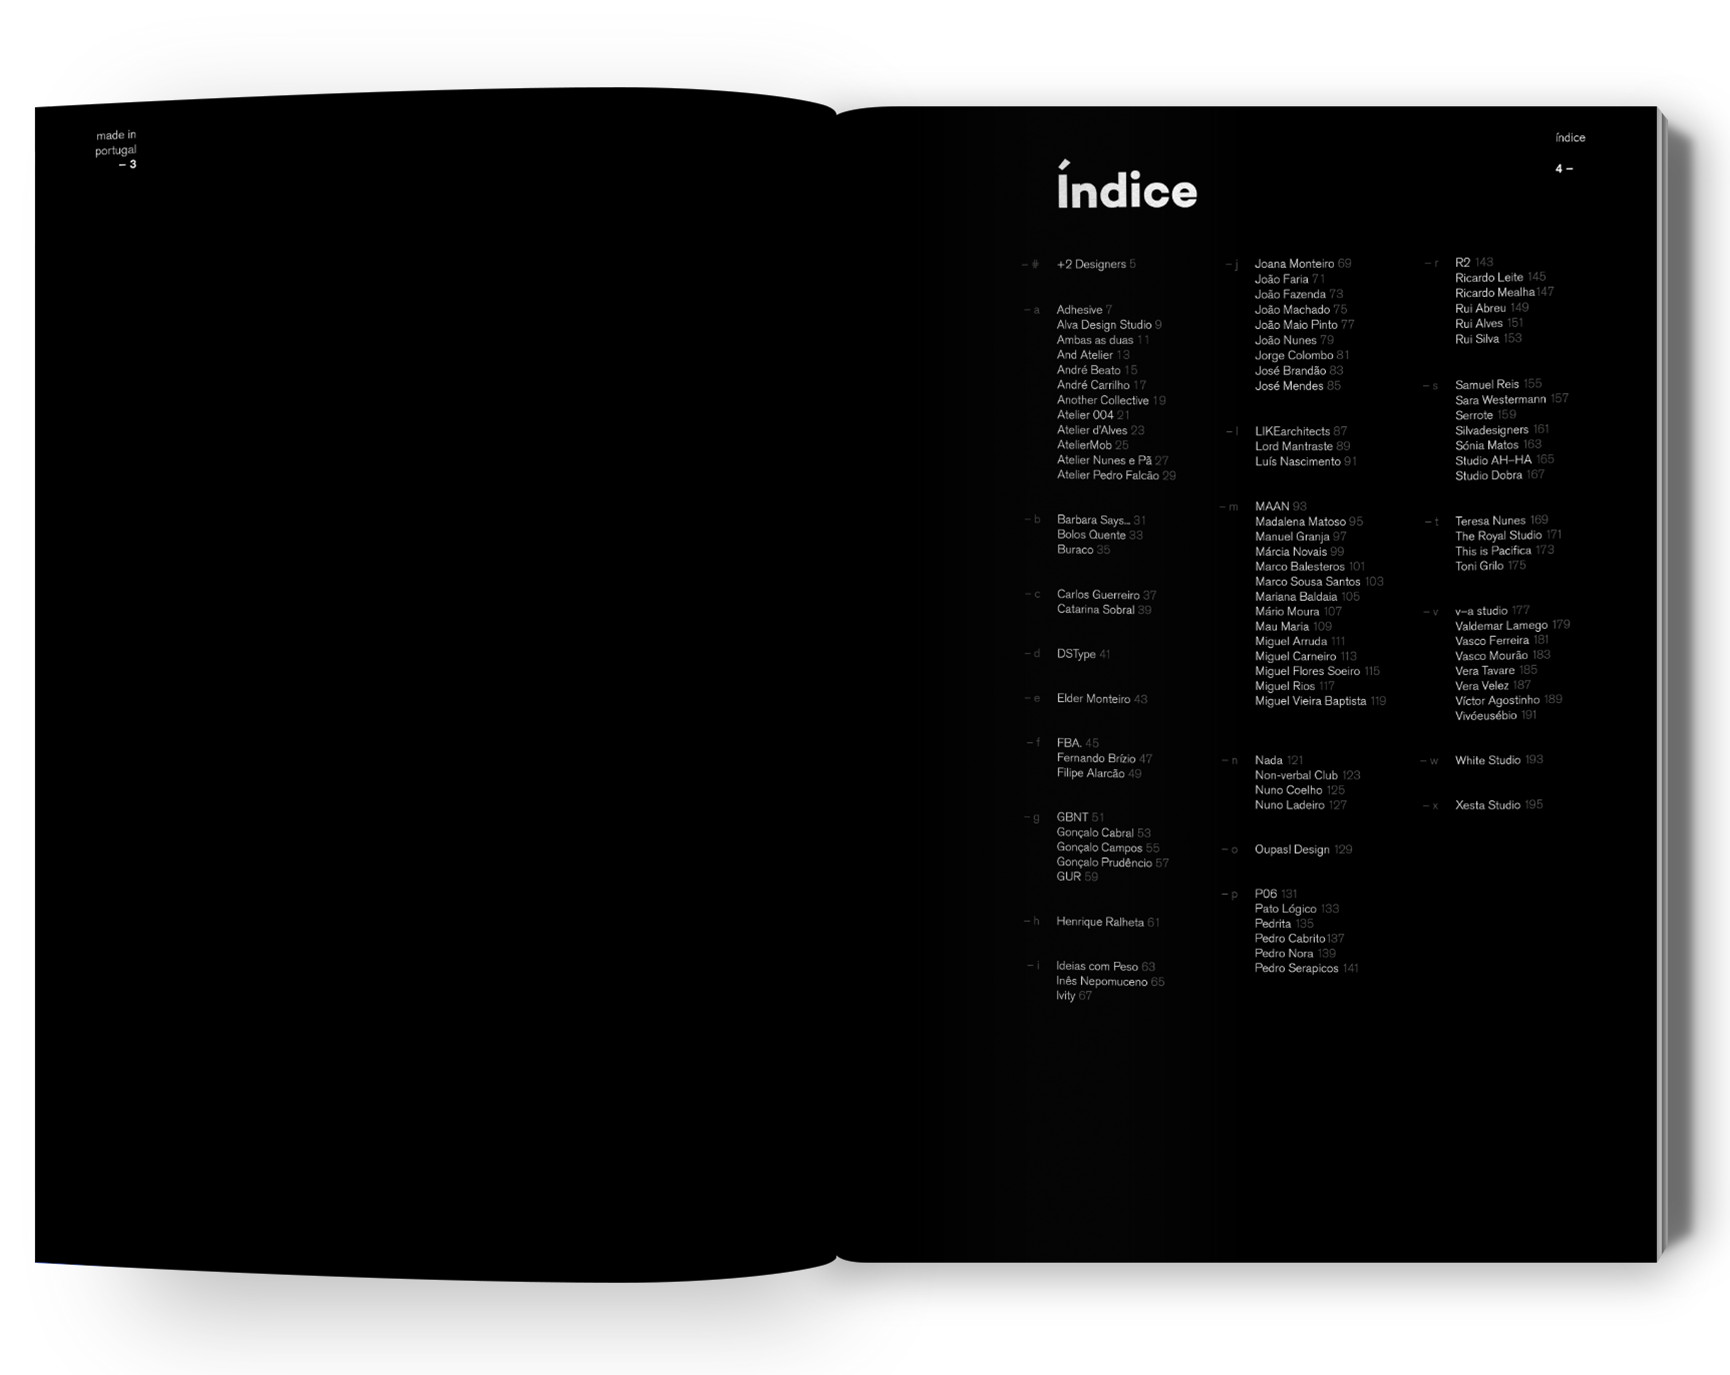 made in
portugal
– 3
índice
4 –
Índice
– #
+2 Designers 5
– a
Adhesive 7
Alva Design Studio 9
Ambas as duas 11
And Atelier 13
André Beato 15
André Carrilho 17
Another Collective 19
Atelier 004 21
Atelier d'Alves 23
AtelierMob 25
Atelier Nunes e Pã 27
Atelier Pedro Falcão 29
– b
Barbara Says... 31
Bolos Quente 33
Buraco 35
– c
Carlos Guerreiro 37
Catarina Sobral 39
– d
DSType 41
– e
Elder Monteiro 43
– f
FBA. 45
Fernando Brízio 47
Filipe Alarcão 49
– g
GBNT 51
Gonçalo Cabral 53
Gonçalo Campos 55
Gonçalo Prudêncio 57
GUR 59
– h
Henrique Ralheta 61
– i
Ideias com Peso 63
Inês Nepomuceno 65
Ivity 67
– j
Joana Monteiro 69
João Faria 71
João Fazenda 73
João Machado 75
João Maio Pinto 77
João Nunes 79
Jorge Colombo 81
José Brandão 83
José Mendes 85
– l
LIKEarchitects 87
Lord Mantraste 89
Luís Nascimento 91
– m
MAAN 93
Madalena Matoso 95
Manuel Granja 97
Márcia Novais 99
Marco Balesteros 101
Marco Sousa Santos 103
Mariana Baldaia 105
Mário Moura 107
Mau Maria 109
Miguel Arruda 111
Miguel Carneiro 113
Miguel Flores Soeiro 115
Miguel Rios 117
Miguel Vieira Baptista 119
– n
Nada 121
Non-verbal Club 123
Nuno Coelho 125
Nuno Ladeiro 127
– o
Oupasl Design 129
– p
P06 131
Pato Lógico 133
Pedrita 135
Pedro Cabrito 137
Pedro Nora 139
Pedro Serapicos 141
– r
R2 143
Ricardo Leite 145
Ricardo Mealha 147
Rui Abreu 149
Rui Alves 151
Rui Silva 153
– s
Samuel Reis 155
Sara Westermann 157
Serrote 159
Silvadesigners 161
Sónia Matos 163
Studio AH–HA 165
Studio Dobra 167
– t
Teresa Nunes 169
The Royal Studio 171
This is Pacifica 173
Toni Grilo 175
– v
v–a studio 177
Valdemar Lamego 179
Vasco Ferreira 181
Vasco Mourão 183
Vera Tavare 185
Vera Velez 187
Víctor Agostinho 189
Vivóeusébio 191
– w
White Studio 193
– x
Xesta Studio 195